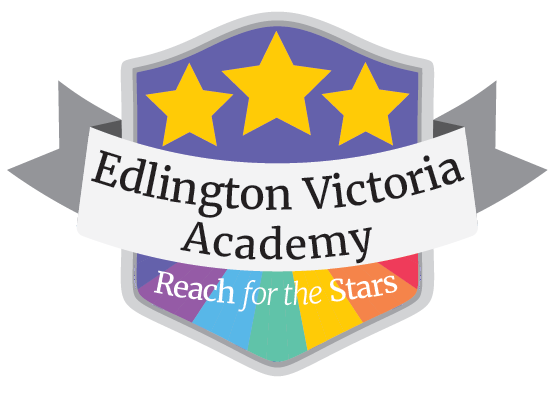 Edlington Victoria
Academy
Reach for the Stars